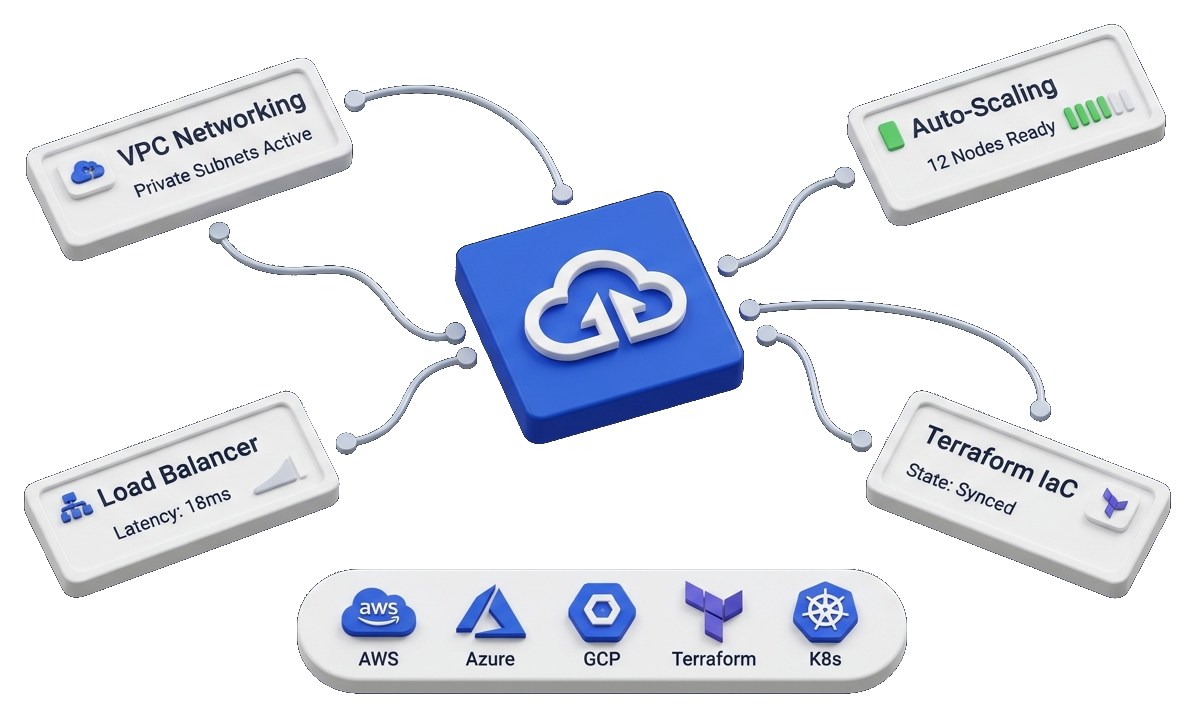 VPC Networking
Private Subnets Active
Auto-Scaling
12 Nodes Ready
Load Balancer
Latency: 18ms
Terraform IaC
State: Synced
aws
AWS
Azure
GCP
Terraform
K8s